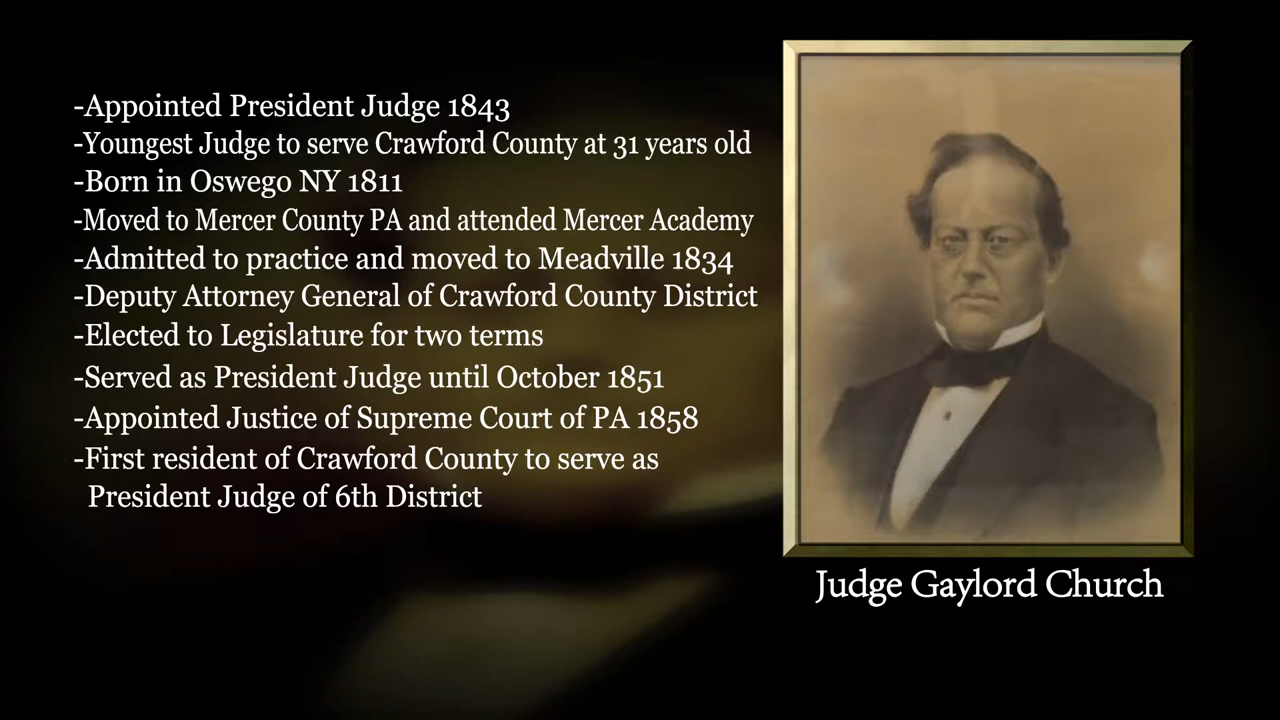 -Appointed President Judge 1843
-Youngest Judge to serve Crawford County at 31 years old
-Born in Oswego NY 1811
-Moved to Mercer County PA and attended Mercer Academy
-Admitted to practice and moved to Meadville 1834
-Deputy Attorney General of Crawford County District
-Elected to Legislature for two terms
-Served as President Judge until October 1851
-Appointed Justice of Supreme Court of PA 1858
-First resident of Crawford County to serve as
President Judge of 6th District
Judge Gaylord Church